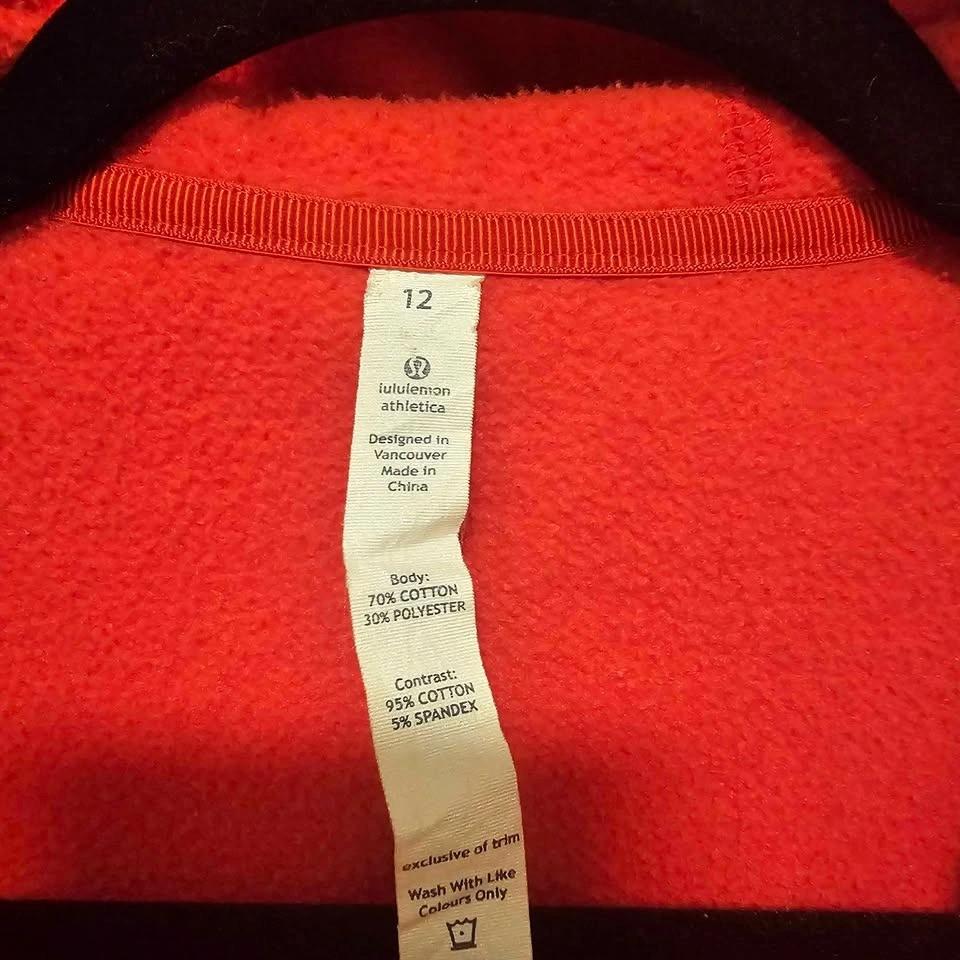 12
lululemon
athletica
Designed in
Vancouver
Made in
China
Body:
70% COTTON
30% POLYESTER
Contrast:
95% COTTON
5% SPANDEX
exclusive of trim
Wash With Like
Colours Only